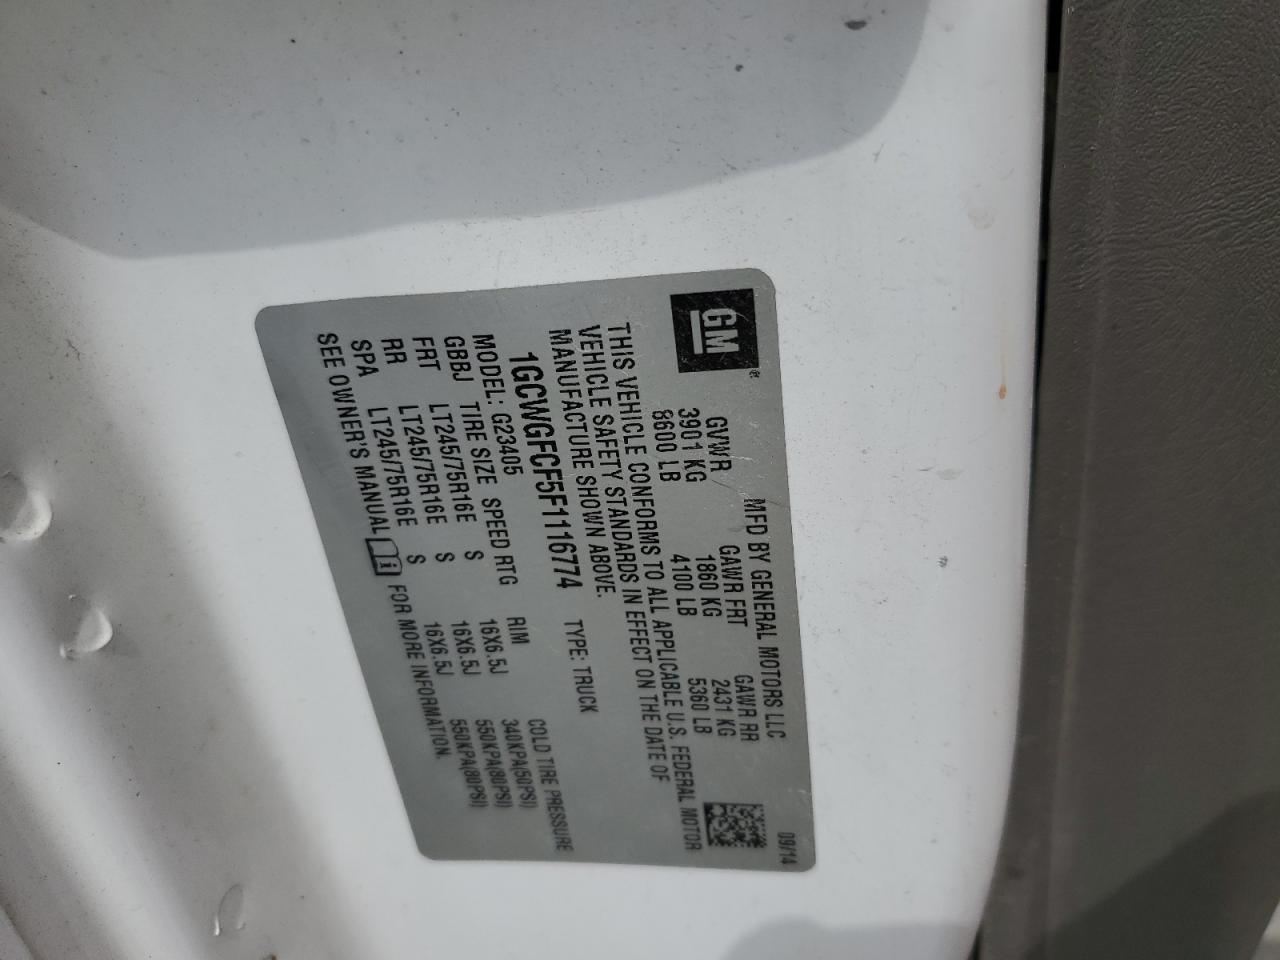 GM
MFD BY GENERAL MOTORS LLC 09/14
GVWR GAWR FRT GAWR RR
3901 KG 1860 KG 2431 KG
8600 LB 4100 LB 5360 LB
THIS VEHICLE CONFORMS TO ALL APPLICABLE U.S. FEDERAL MOTOR
VEHICLE SAFETY STANDARDS IN EFFECT ON THE DATE OF
MANUFACTURE SHOWN ABOVE.
1GCWGFCF5F1116774 TYPE: TRUCK
MODEL: G23405
GBBJ TIRE SIZE SPEED RTG RIM COLD TIRE PRESSURE
FRT LT245/75R16E S 16X6.5J 340KPA(50PSI)
RR LT245/75R16E S 16X6.5J 550KPA(80PSI)
SPA LT245/75R16E S 16X6.5J 550KPA(80PSI)
SEE OWNER'S MANUAL i FOR MORE INFORMATION.